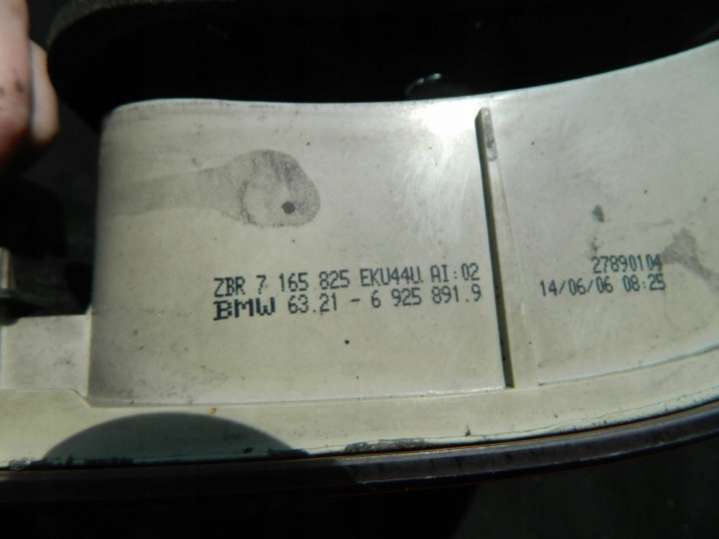 ZBR 7 165 825 EKU44U AI:02
BMW 63.21 - 6 925 891.9
27890104
14/06/06 08:25